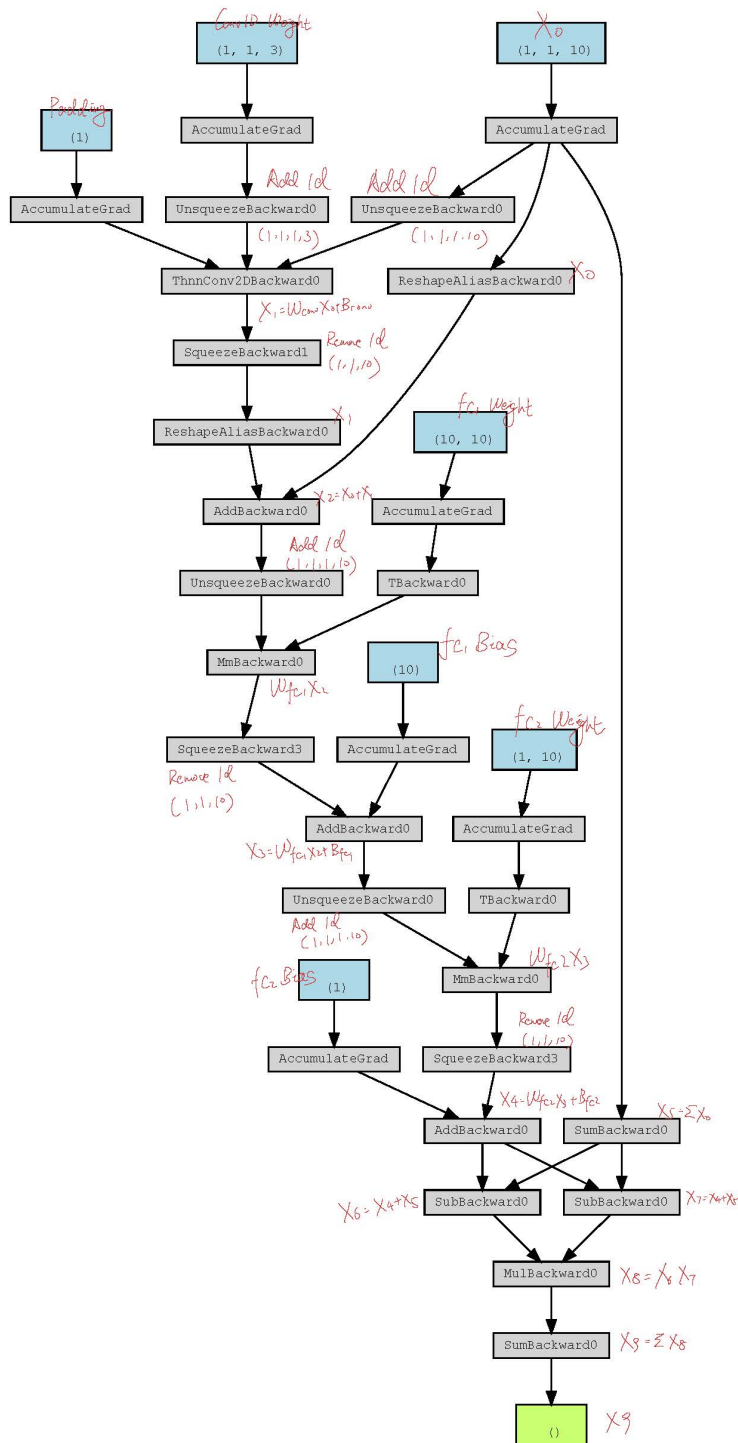 Conv1D Weight
(1, 1, 3)
X0
(1, 1, 10)
Padding
(1)
AccumulateGrad
AccumulateGrad
Add 1d
Add 1d
AccumulateGrad
UnsqueezeBackward0
UnsqueezeBackward0
(1,1,1,3)
(1,1,1,10)
ThnnConv2DBackward0
ReshapeAliasBackward0
X0
X1=WconvX0+Bconv
SqueezeBackward1
Remove 1d
(1,1,10)
ReshapeAliasBackward0
X1
fc1 Weight
(10, 10)
AddBackward0
X2=X0+X1
AccumulateGrad
Add 1d
(1,1,1,10)
UnsqueezeBackward0
TBackward0
MmBackward0
Wfc1X2
fc1 Bias
(10)
SqueezeBackward3
AccumulateGrad
Remove 1d
(1,1,10)
fc2 Weight
(1, 10)
AddBackward0
AccumulateGrad
X3=Wfc1X2+Bfc1
UnsqueezeBackward0
TBackward0
Add 1d
(1,1,1,10)
MmBackward0
Wfc2X3
fc2 Bias
(1)
Remove 1d
(1,1,10)
AccumulateGrad
SqueezeBackward3
X4=Wfc2X3+Bfc2
X5=ΣX0
AddBackward0
SumBackward0
X6=X4+X5
SubBackward0
SubBackward0
X7=X4+X5
MulBackward0
X8=X6X7
SumBackward0
X9=ΣX8
()
X9